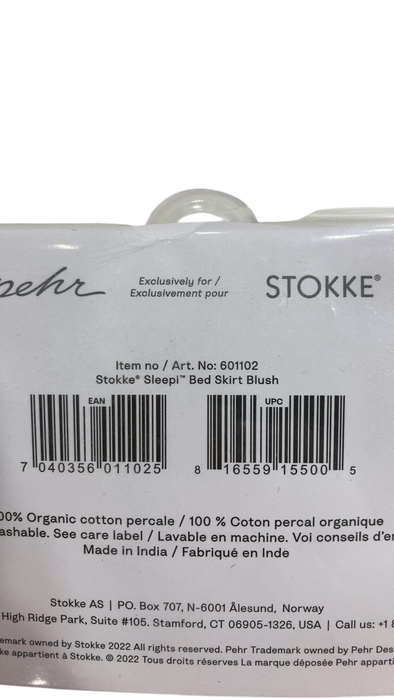 pehr Exclusively for / Exclusivement pour STOKKE®
Item no / Art. No: 601102
Stokke® Sleepi™ Bed Skirt Blush
EAN UPC
7 040356 011025 8 16559 15500 5
00% Organic cotton percale / 100 % Coton percal organique
ashable. See care label / Lavable en machine. Voi conseils d'en
Made in India / Fabriqué en Inde
Stokke AS | PO. Box 707, N-6001 Ålesund, Norway
High Ridge Park, Suite #105. Stamford, CT 06905-1326, USA | Call us: +1 8
emark owned by Stokke 2022 All rights reserved. Pehr Trademark owned by Pehr Des
ke appartient à Stokke. © 2022 Tous droits réservés La marque déposée Pehr apparti